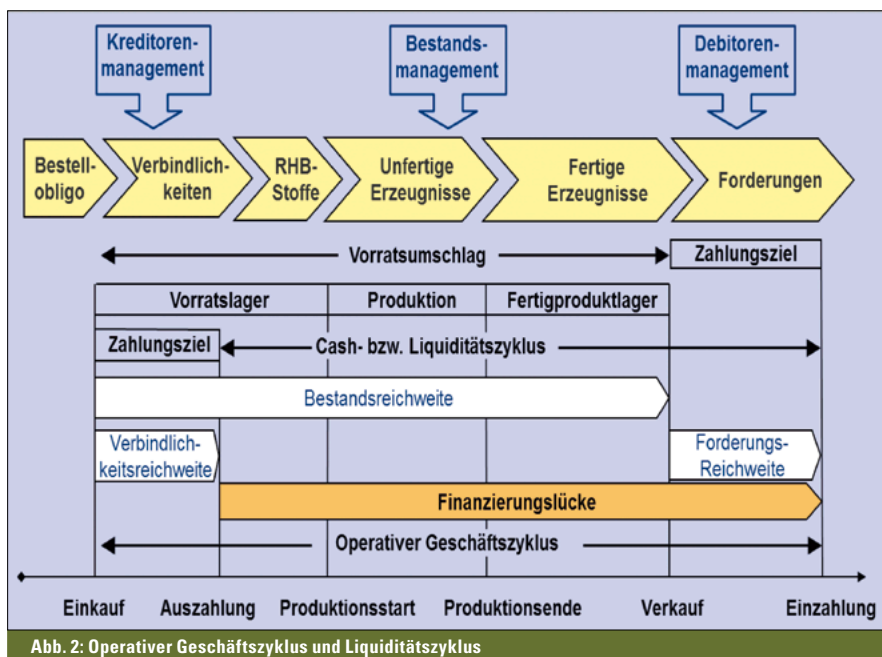 Kreditoren-
management
Bestands-
management
Debitoren-
management
Bestell-
obligo
Verbindlich-
keiten
RHB-
Stoffe
Unfertige
Erzeugnisse
Fertige
Erzeugnisse
Forderungen
Vorratsumschlag
Zahlungsziel
Vorratslager
Produktion
Fertigproduktlager
Zahlungsziel
Cash- bzw. Liquiditätszyklus
Bestandsreichweite
Verbindlich-
keitsreichweite
Forderungs-
Reichweite
Finanzierungslücke
Operativer Geschäftszyklus
Einkauf
Auszahlung
Produktionsstart
Produktionsende
Verkauf
Einzahlung
Abb. 2: Operativer Geschäftszyklus und Liquiditätszyklus